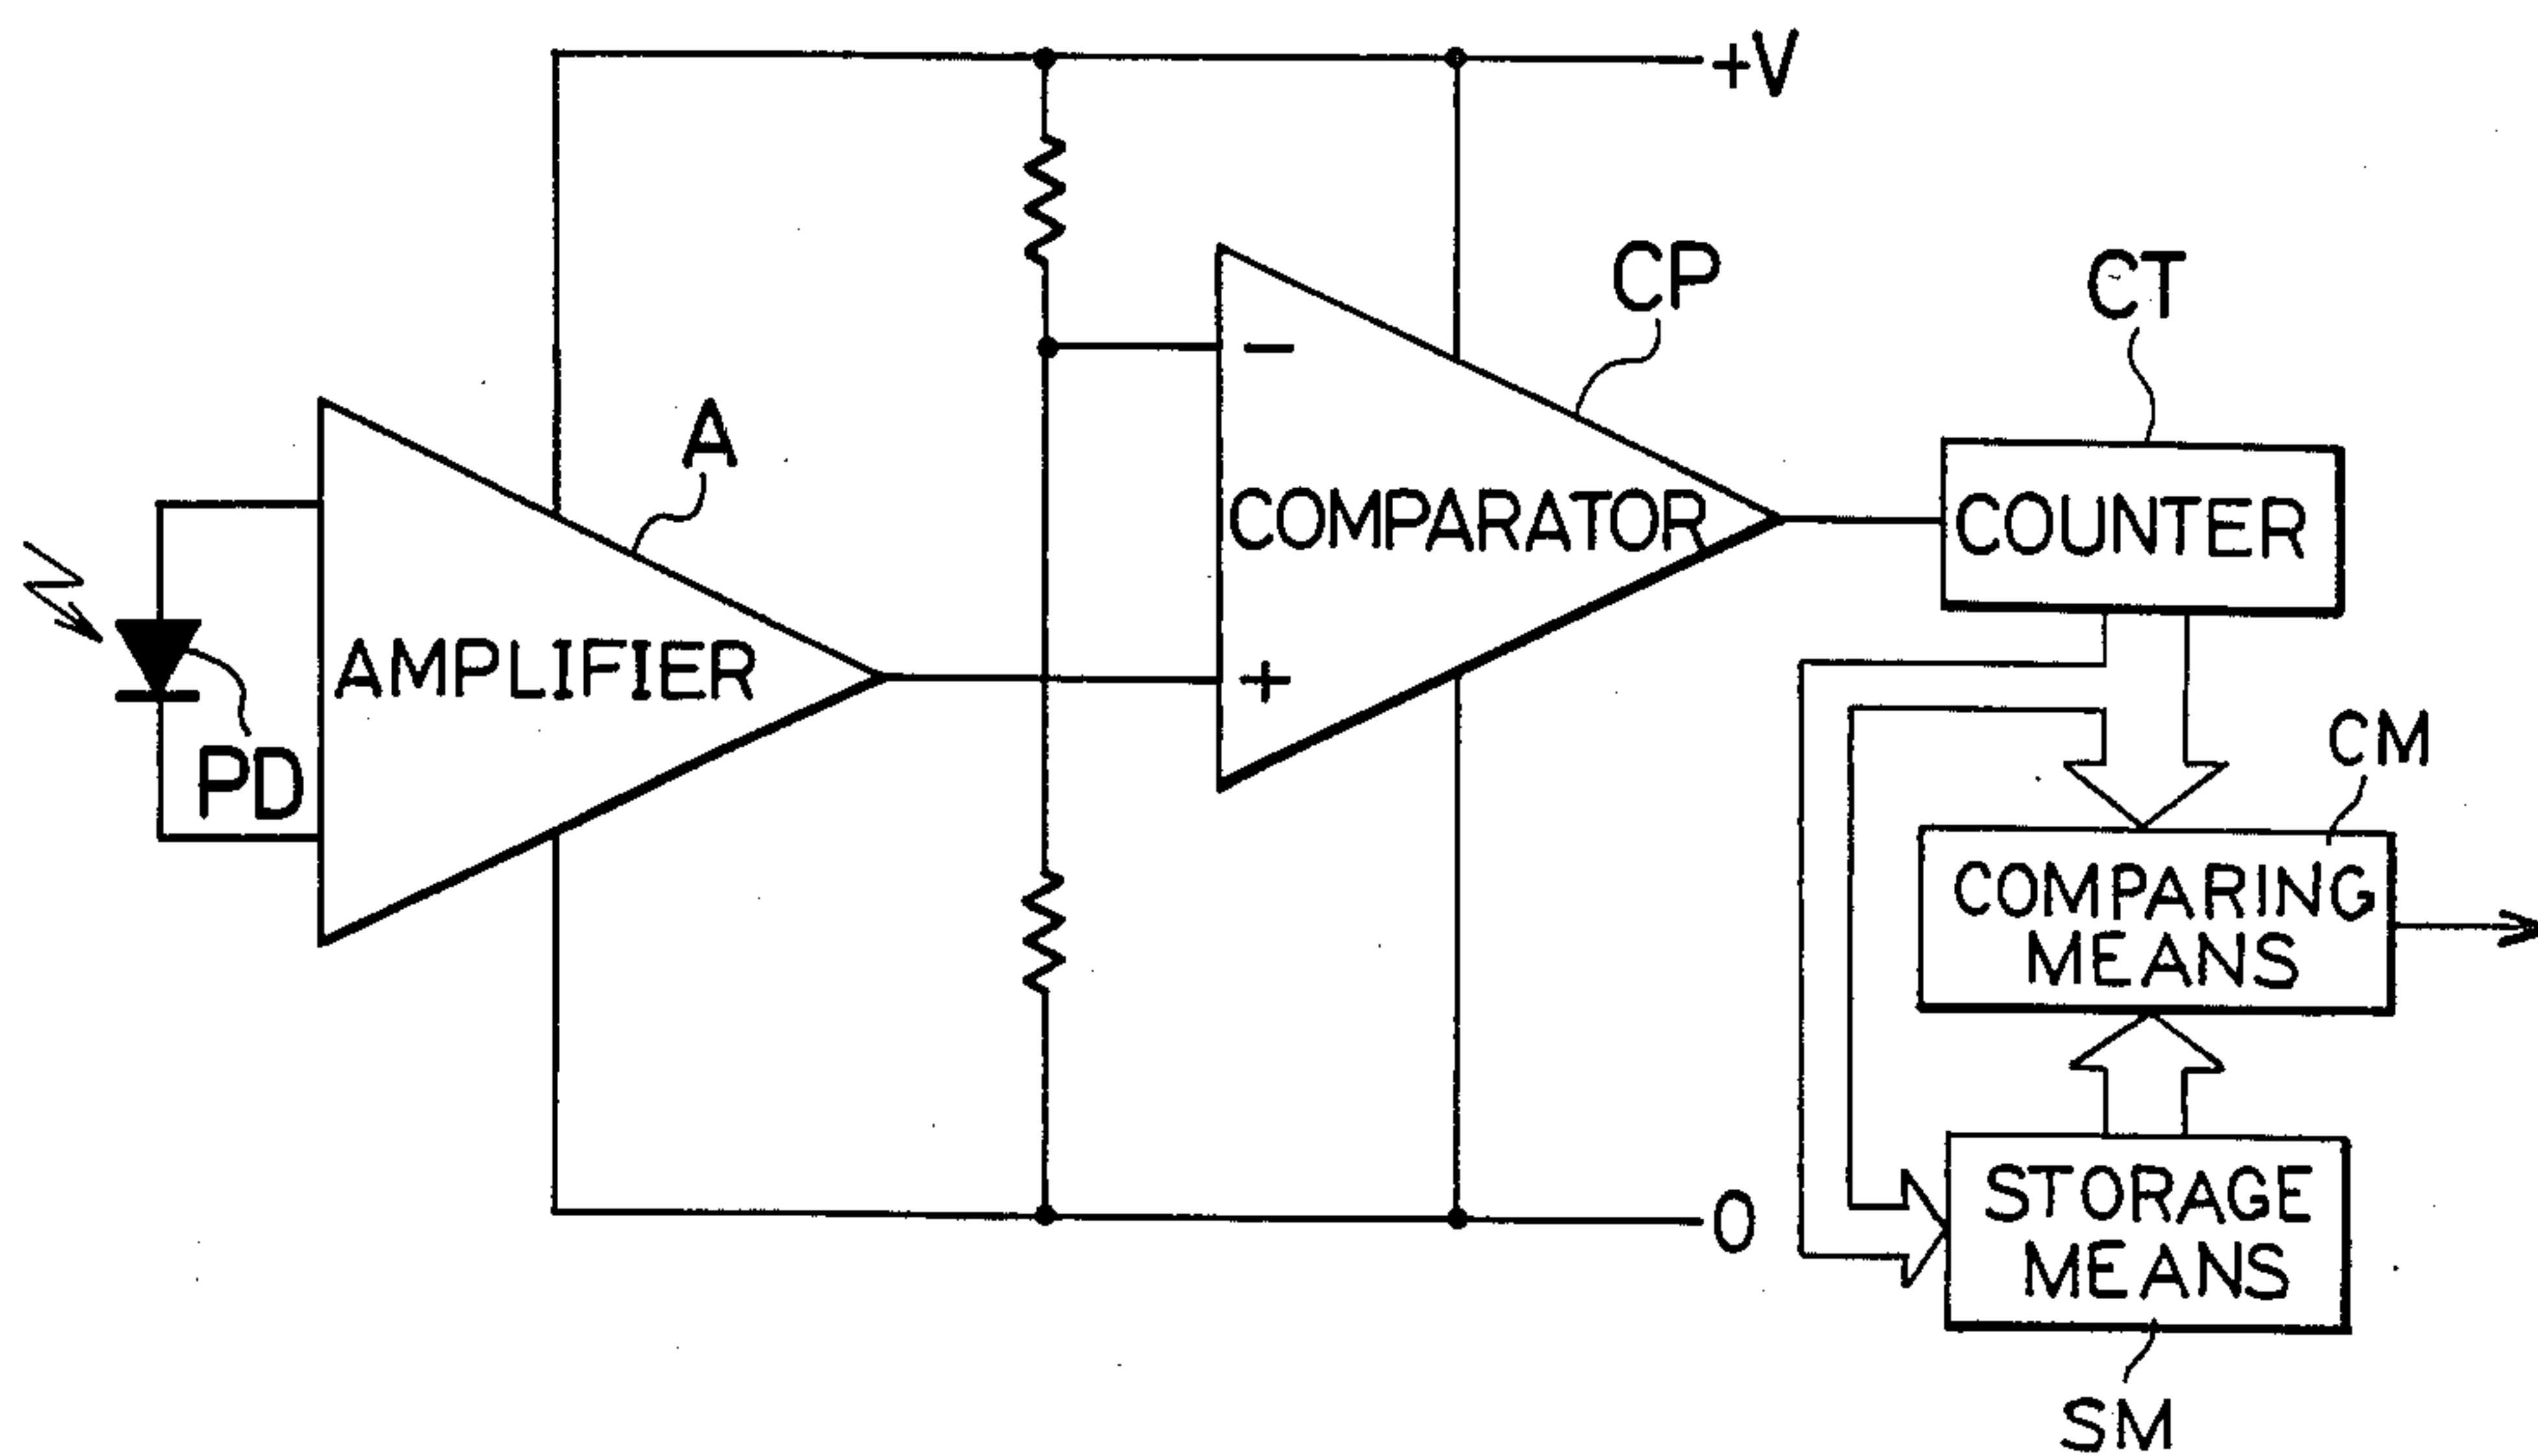 +V
CP
CT
A
-
COMPARATOR
COUNTER
AMPLIFIER
+
PD
CM
COMPARING
MEANS
STORAGE
MEANS
0
SM